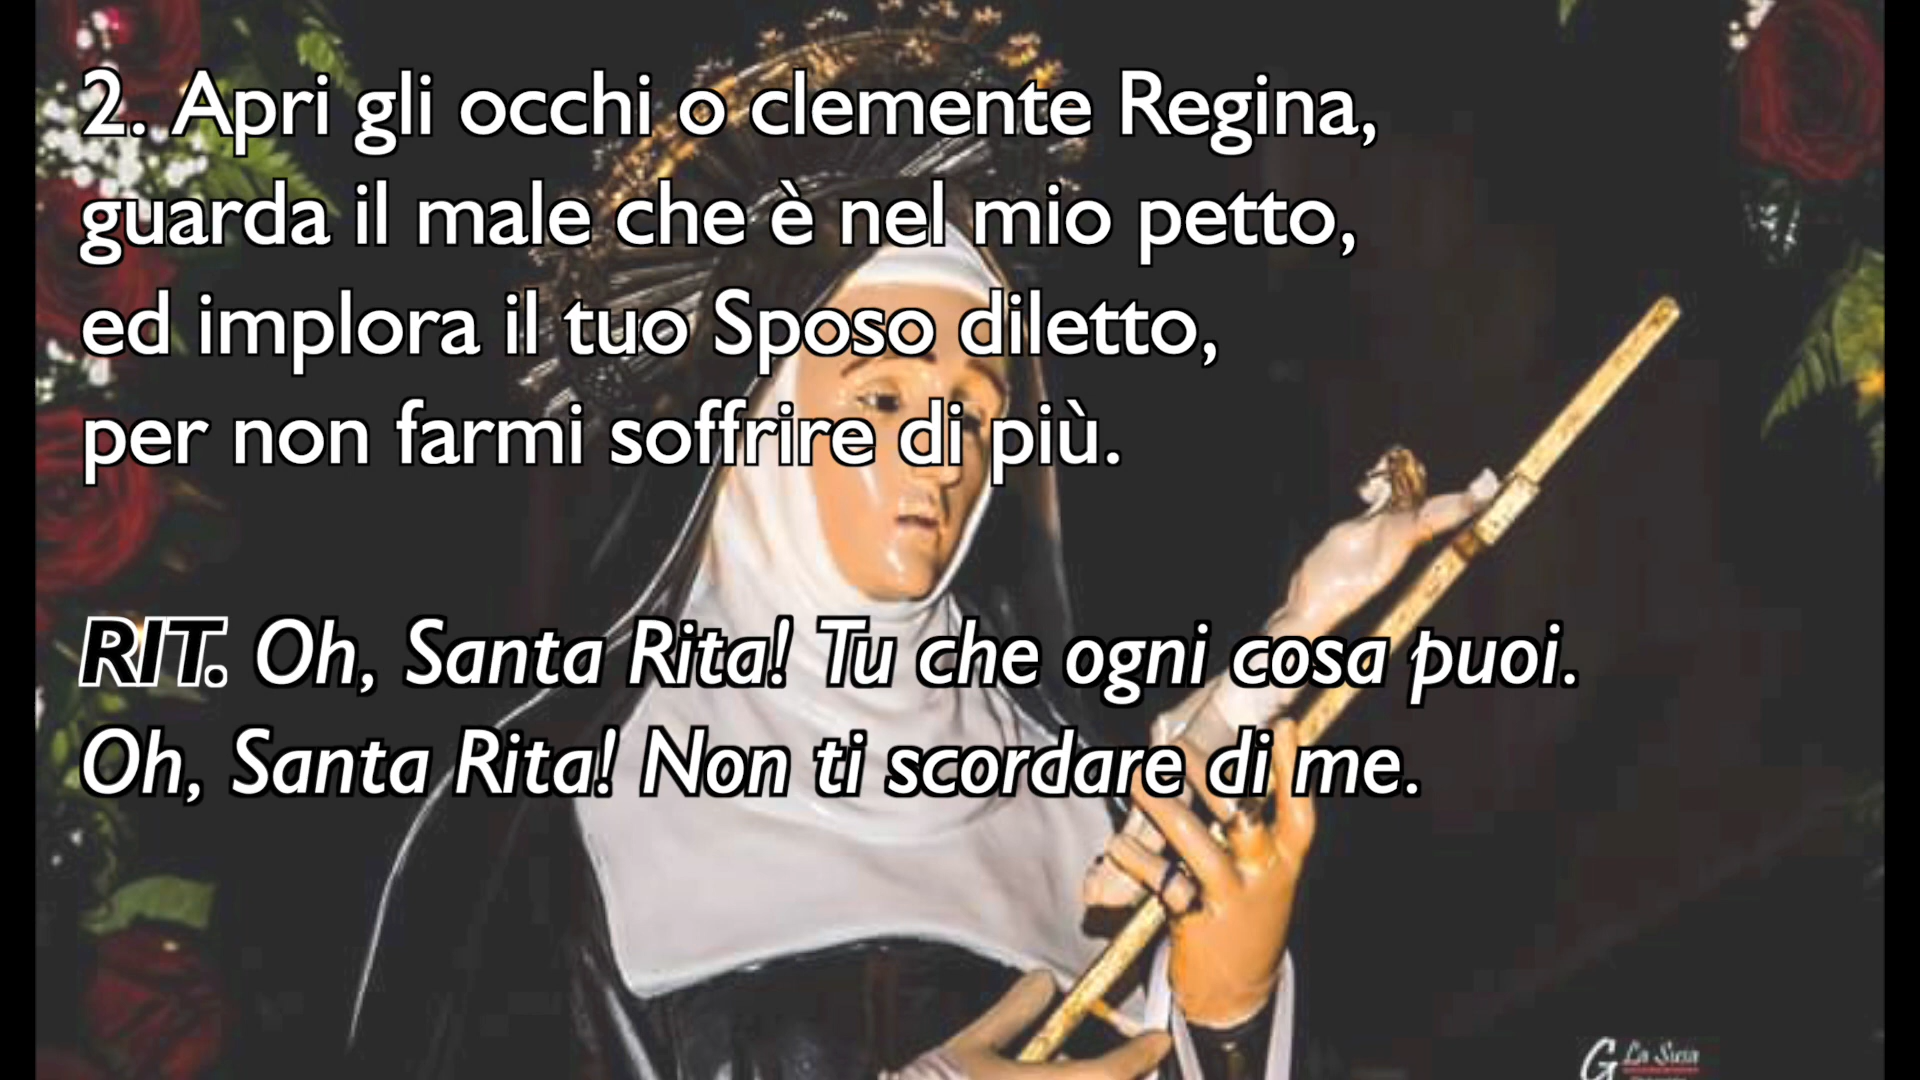 2. Apri gli occhi o clemente Regina,
guarda il male che è nel mio petto,
ed implora il tuo Sposo diletto,
per non farmi soffrire di più.
RIT. Oh, Santa Rita! Tu che ogni cosa puoi.
Oh, Santa Rita! Non ti scordare di me.